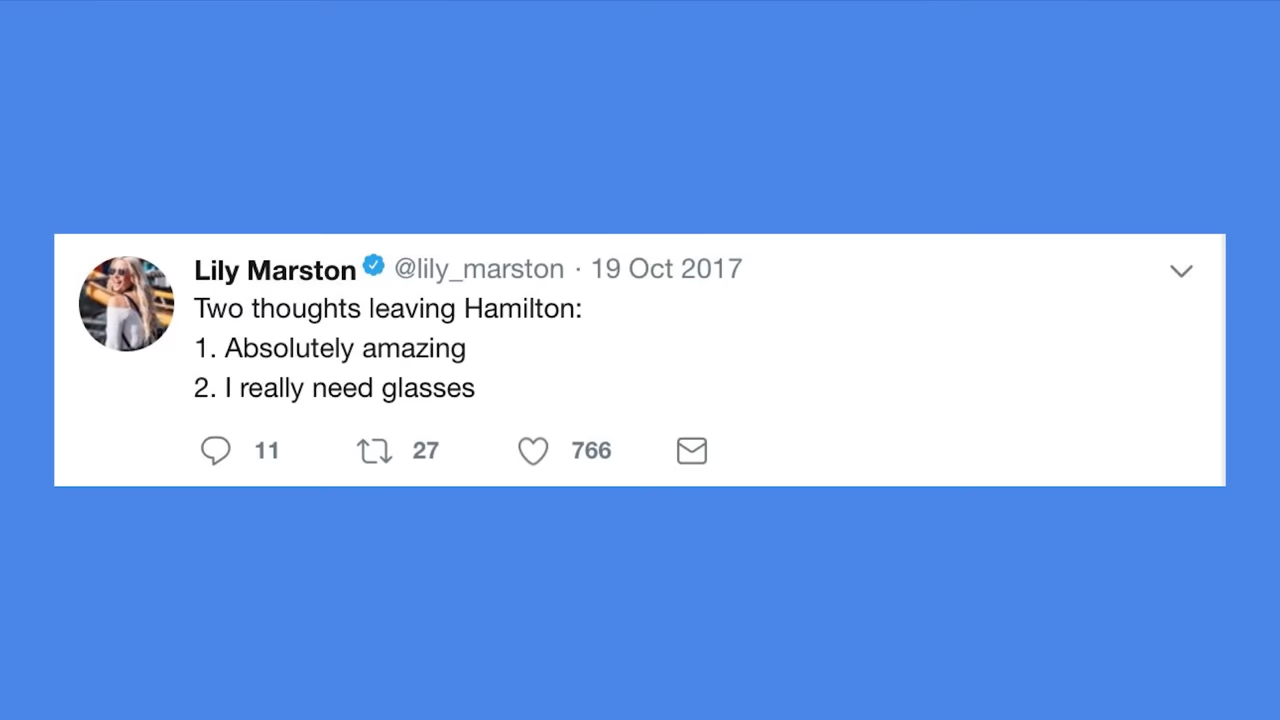 Lily Marston @lily_marston · 19 Oct 2017
Two thoughts leaving Hamilton:
1. Absolutely amazing
2. I really need glasses
11 27 766